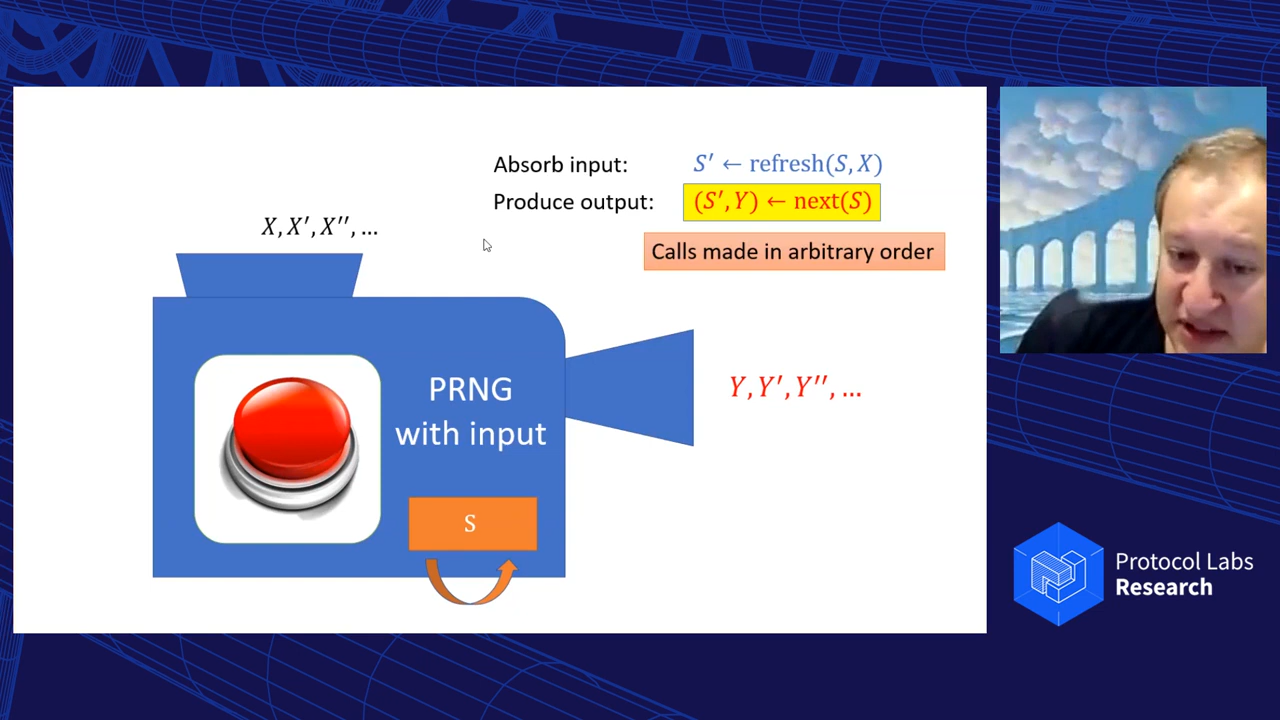 Absorb input: S′ ← refresh(S, X)
Produce output: (S′, Y) ← next(S)
Calls made in arbitrary order
X, X′, X′′, ...
PRNG
with input
Y, Y′, Y′′, ...
S
Protocol Labs
Research